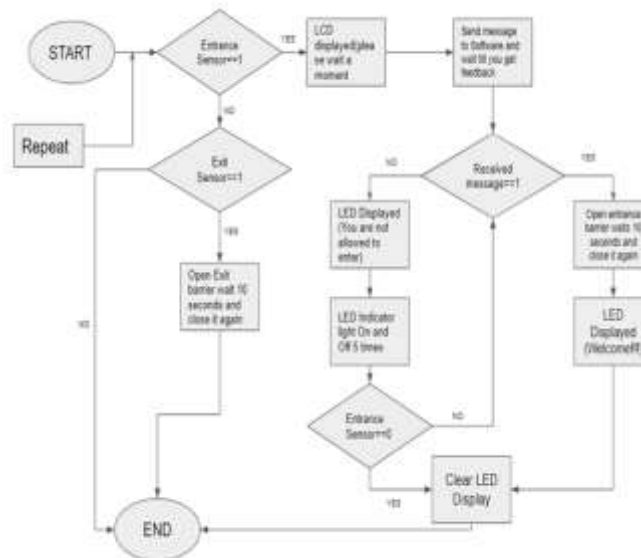 START
Entrance
Sensor==1
YES
LCD
displayed(plea
se wait a
moment
Send message
to Software and
wait till you get
feedback
Repeat
NO
Exit
Sensor==1
YES
NO
Open Exit
barrier wait 10
seconds and
close it again
Received
message==1
NO
YES
LED Displayed
(You are not
allowed to
enter)
Open entrance
barrier waits 10
seconds and
close it again
LED Indicator
light On and
Off 5 times
LED
Displayed
Entrance
Sensor==0
NO
YES
Clear LED
Display
END